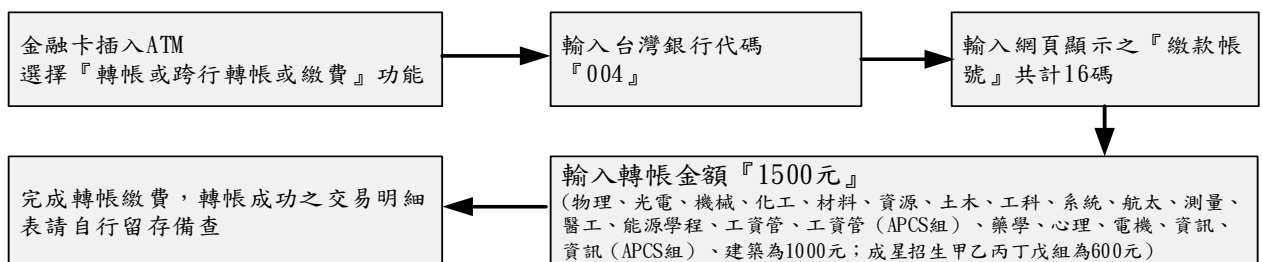 金融卡插入ATM
選擇『轉帳或跨行轉帳或繳費』功能
輸入台灣銀行代碼
『004』
輸入網頁顯示之『繳款帳
號』共計16碼
輸入轉帳金額『1500元』
(物理、光電、機械、化工、材料、資源、土木、工科、系統、航太、測量、
醫工、能源學程、工資管、工資管（APCS組）、藥學、心理、電機、資訊、
資訊（APCS組）、建築為1000元；成星招生甲乙丙丁戊組為600元)
完成轉帳繳費，轉帳成功之交易明細
表請自行留存備查